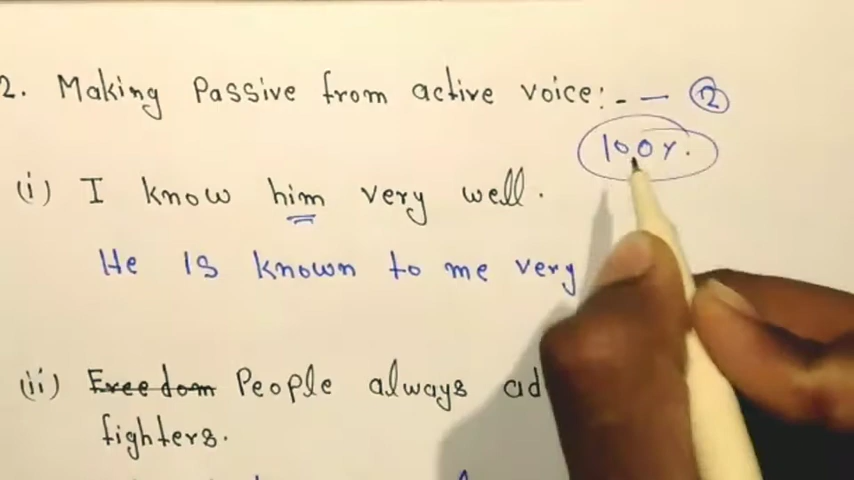 2. Making Passive from active voice:- — 2
100%.
(i) I know him very well.
He is known to me very
(ii) Freedom People always ad
fighters.